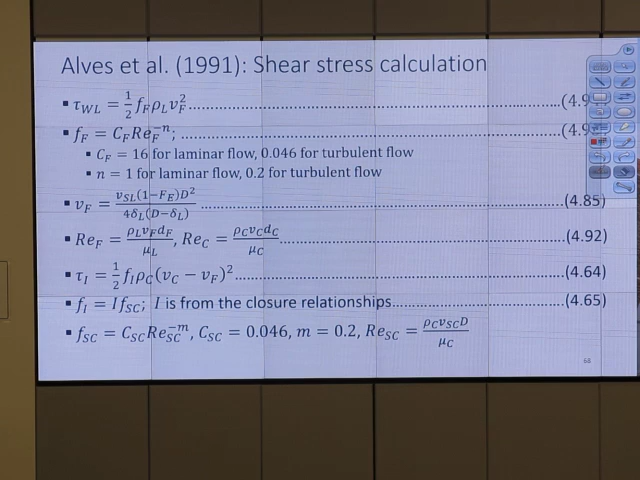 Alves et al. (1991): Shear stress calculation
▪ τ_WL = 1/2 f_F ρ_L v_F^2 ............ (4.9
▪ f_F = C_F Re_F^−n; ............ (4.9
▪ C_F = 16 for laminar flow, 0.046 for turbulent flow
▪ n = 1 for laminar flow, 0.2 for turbulent flow
▪ v_F = v_SL(1−F_E)D^2 / 4δ_L(D−δ_L) ............ (4.85)
▪ Re_F = ρ_L v_F d_F / μ_L, Re_C = ρ_C v_C d_C / μ_C ............ (4.92)
▪ τ_I = 1/2 f_I ρ_C (v_C − v_F)^2 ............ (4.64)
▪ f_I = I f_SC; I is from the closure relationships ............ (4.65)
▪ f_SC = C_SC Re_SC^−m, C_SC = 0.046, m = 0.2, Re_SC = ρ_C v_SC D / μ_C
68